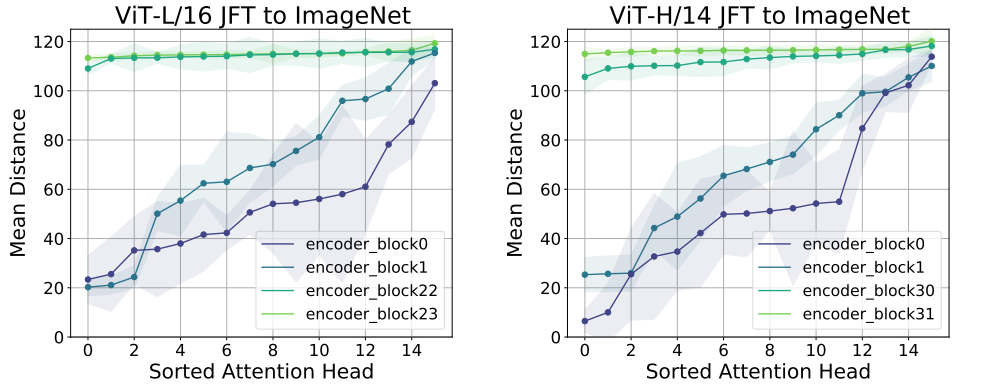 ViT-L/16 JFT to ImageNet
Mean Distance
120
100
80
60
40
20
0
encoder_block0
encoder_block1
encoder_block22
encoder_block23
0 2 4 6 8 10 12 14
Sorted Attention Head
ViT-H/14 JFT to ImageNet
Mean Distance
120
100
80
60
40
20
0
encoder_block0
encoder_block1
encoder_block30
encoder_block31
0 2 4 6 8 10 12 14
Sorted Attention Head